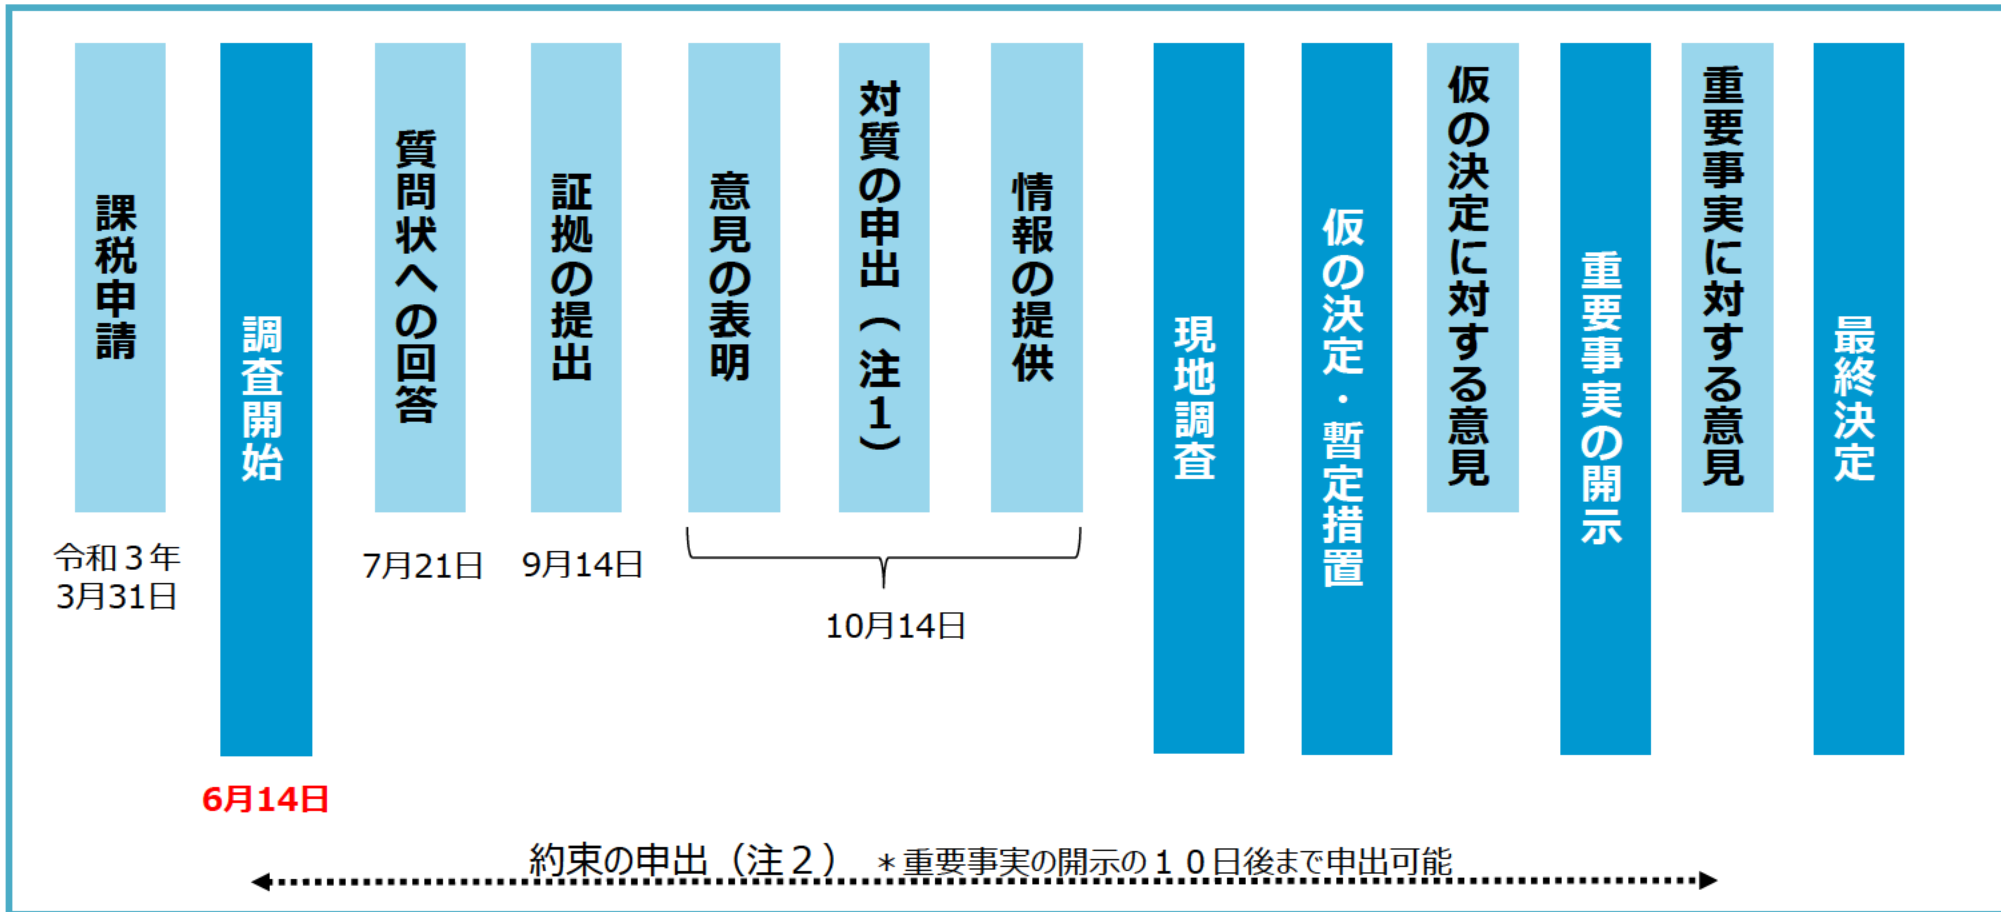 課税申請
調査開始
質問状への回答
証拠の提出
意見の表明
対質の申出（注１）
情報の提供
現地調査
仮の決定・暫定措置
仮の決定に対する意見
重要事実の開示
重要事実に対する意見
最終決定
令和３年
3月31日
7月21日
9月14日
10月14日
6月14日
約束の申出（注２） ＊重要事実の開示の１０日後まで申出可能